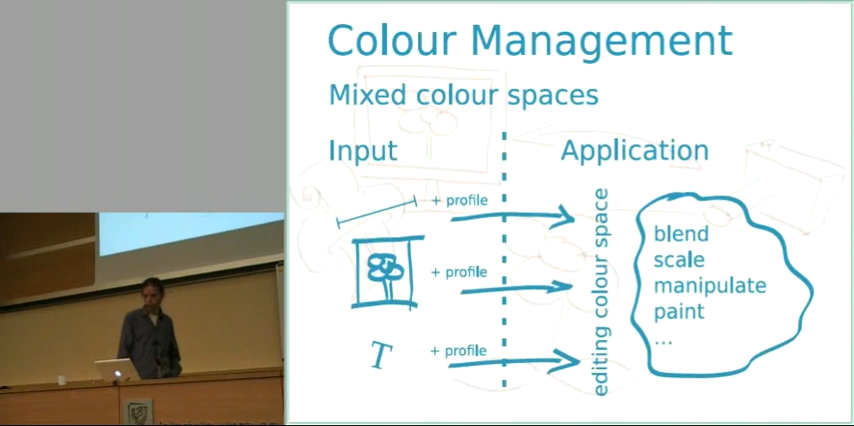 Colour Management
Mixed colour spaces
Input
Application
+ profile
+ profile
T
+ profile
editing colour space
blend
scale
manipulate
paint
...